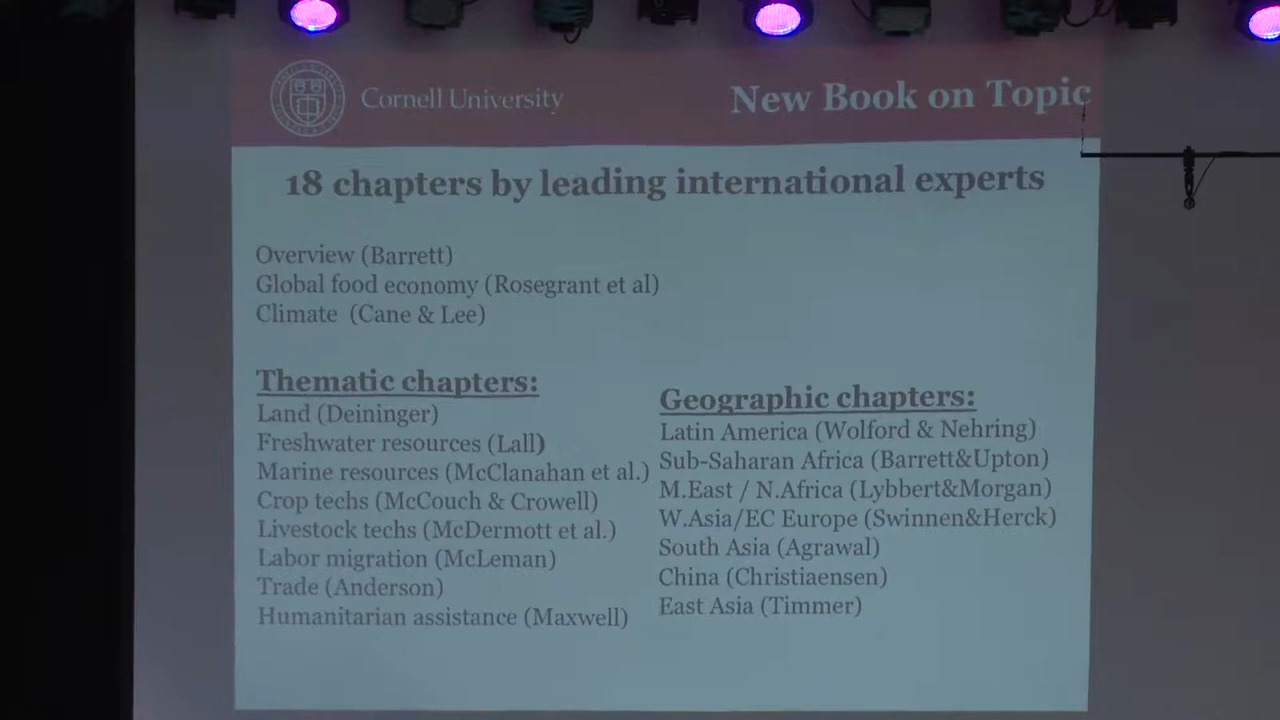 Cornell University
New Book on Topic
18 chapters by leading international experts
Overview (Barrett)
Global food economy (Rosegrant et al)
Climate  (Cane & Lee)
Thematic chapters:
Land (Deininger)
Freshwater resources (Lall)
Marine resources (McClanahan et al.)
Crop techs (McCouch & Crowell)
Livestock techs (McDermott et al.)
Labor migration (McLeman)
Trade (Anderson)
Humanitarian assistance (Maxwell)
Geographic chapters:
Latin America (Wolford & Nehring)
Sub-Saharan Africa (Barrett&Upton)
M.East / N.Africa (Lybbert&Morgan)
W.Asia/EC Europe (Swinnen&Herck)
South Asia (Agrawal)
China (Christiaensen)
East Asia (Timmer)